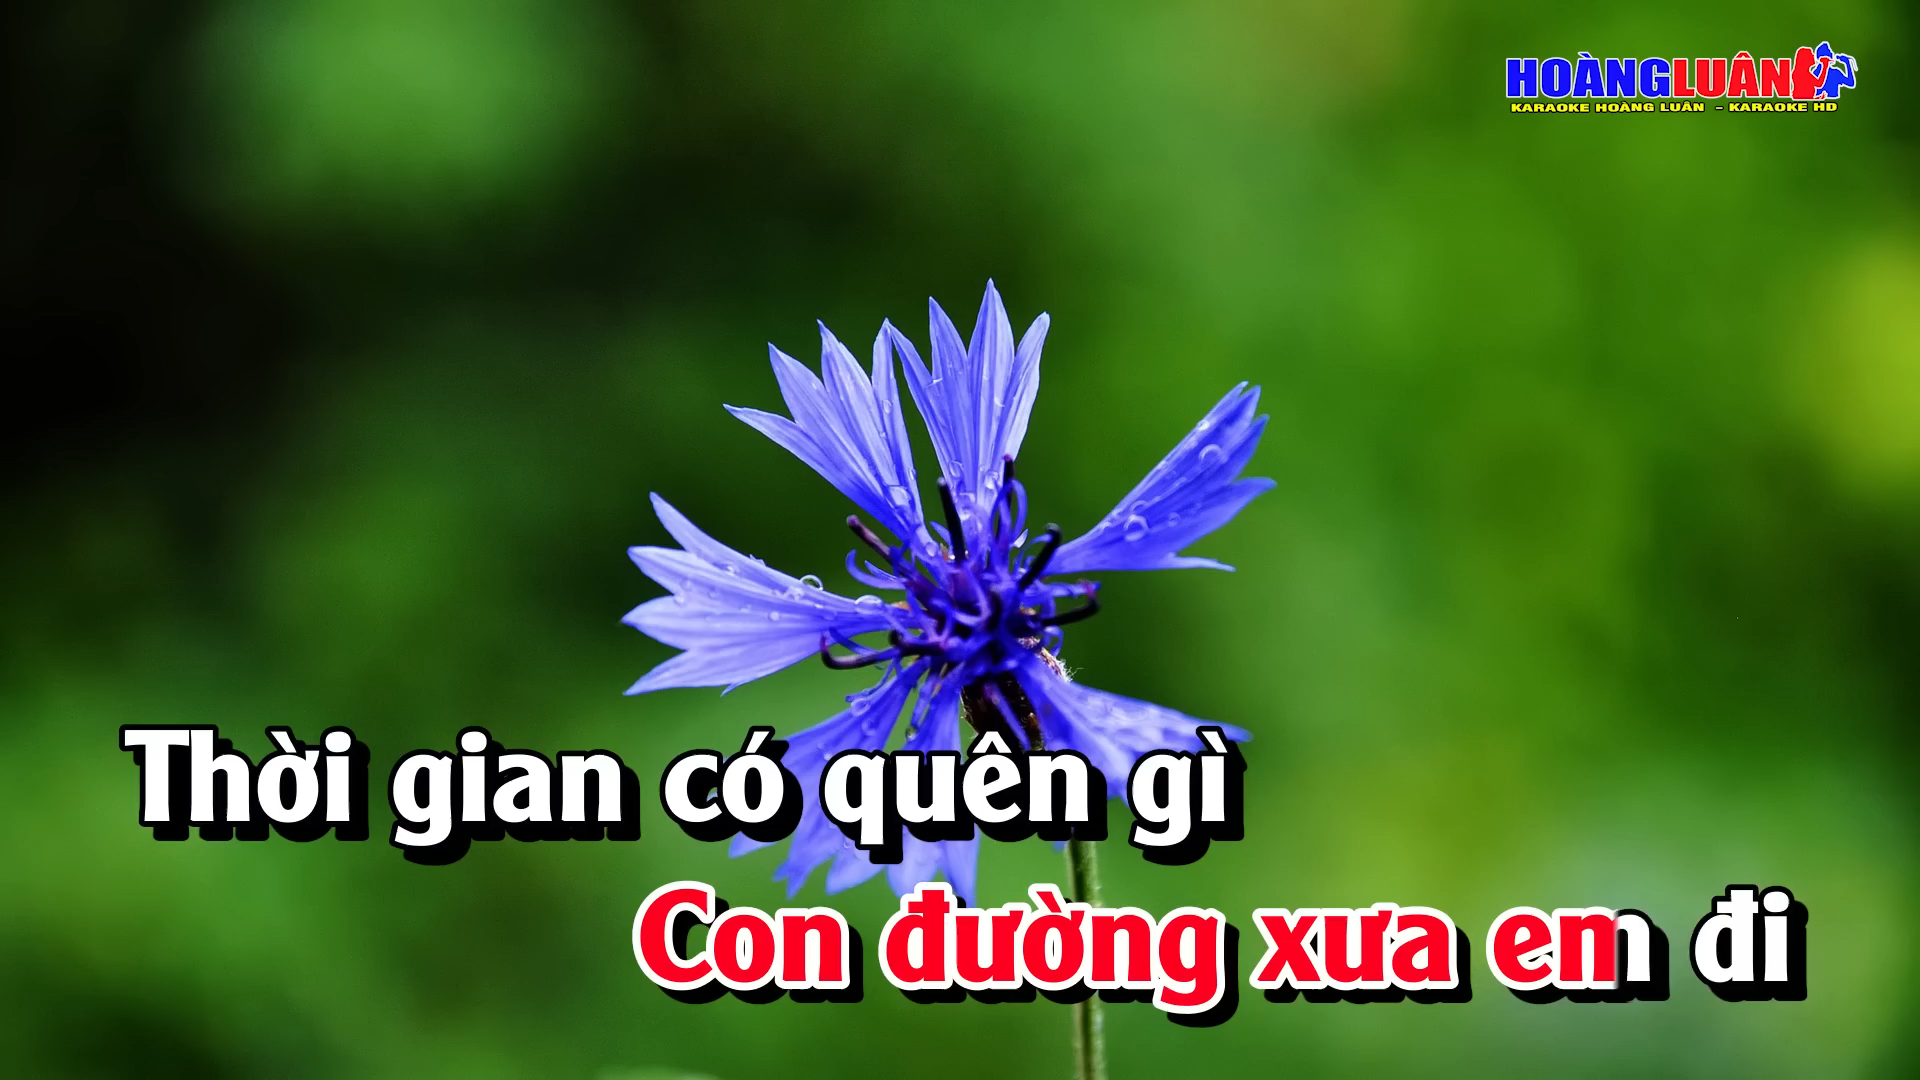 HOÀNGLUÂN
KARAOKE HOÀNG LUÂN - KARAOKE HD
Thời gian có quên gì
Con đường xưa em đi